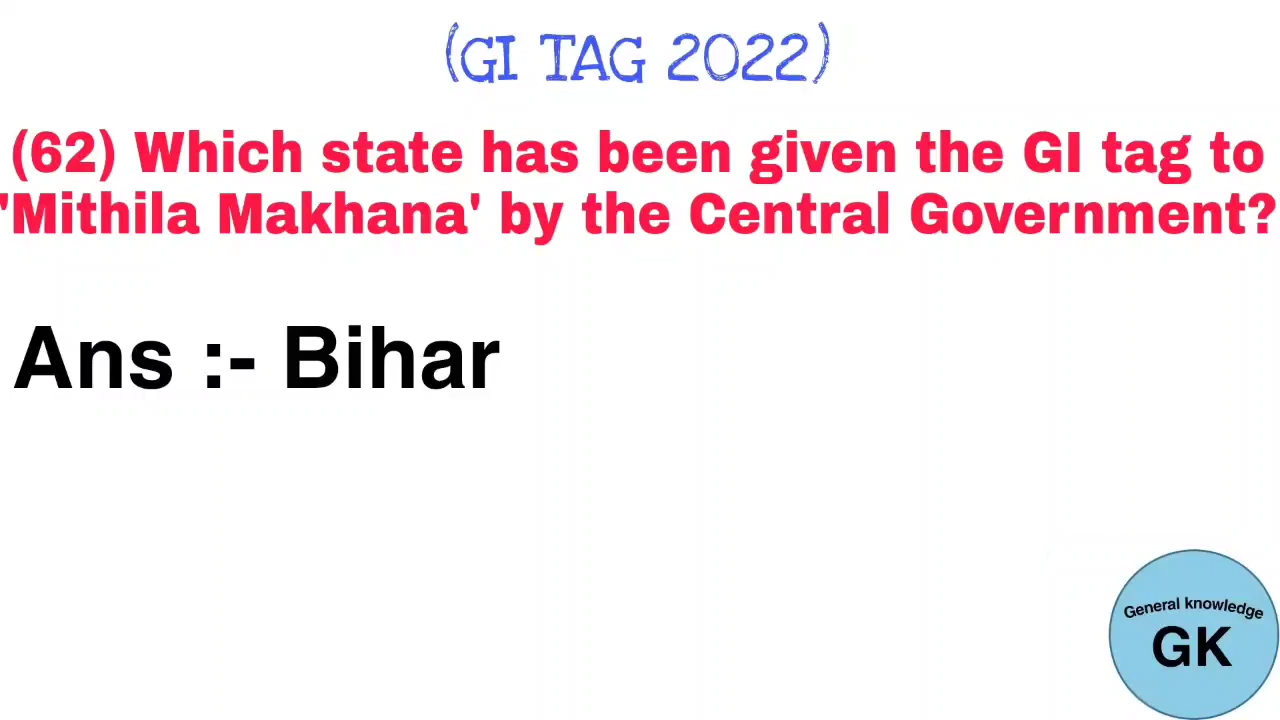 (GI TAG 2022)
(62) Which state has been given the GI tag to
'Mithila Makhana' by the Central Government?
Ans :- Bihar
General knowledge
GK